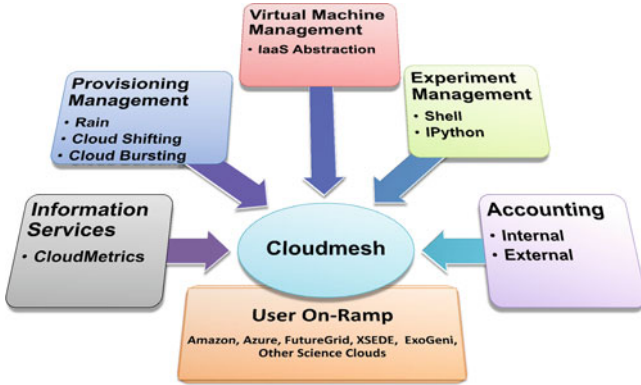 Virtual Machine
Management
• IaaS Abstraction
Provisioning
Management
• Rain
• Cloud Shifting
• Cloud Bursting
Experiment
Management
• Shell
• IPython
Information
Services
• CloudMetrics
Cloudmesh
Accounting
• Internal
• External
User On-Ramp
Amazon, Azure, FutureGrid, XSEDE, ExoGeni,
Other Science Clouds